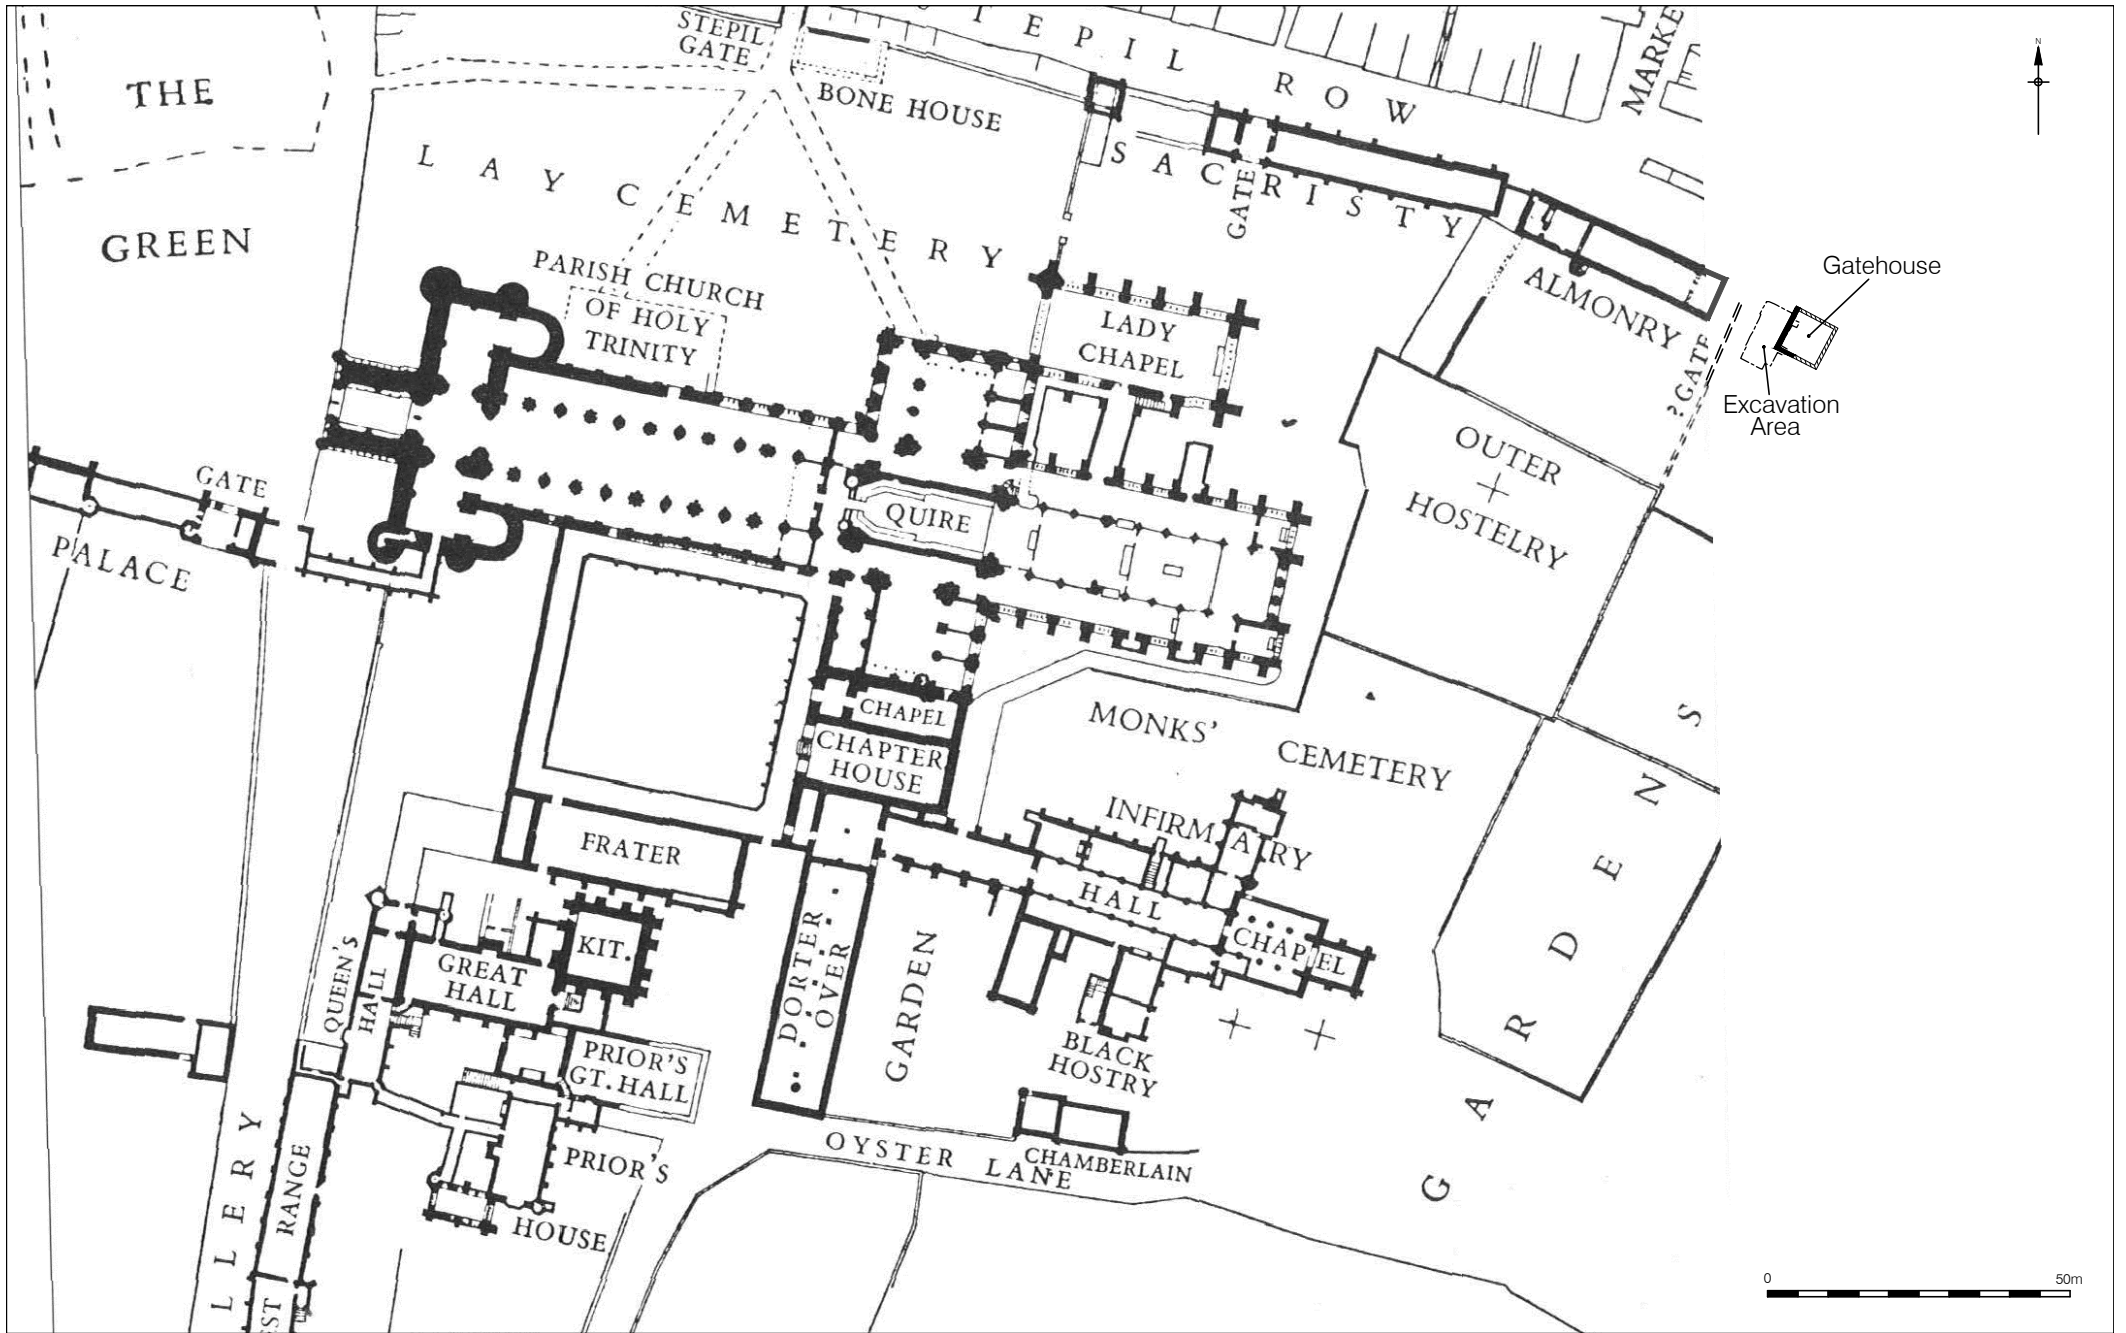 STEPIL
GATE
TEPIL ROW
MARKE
N
THE
GREEN
BONE HOUSE
LAY CEMETERY
SACRISTY
GATE
PARISH CHURCH
OF HOLY
TRINITY
LADY
CHAPEL
ALMONRY
Gatehouse
Excavation
Area
? GATE
OUTER
HOSTELRY
GATE
PALACE
QUIRE
CHAPEL
CHAPTER
HOUSE
MONKS' CEMETERY
GARDENS
INFIRMARY
HALL
CHAPEL
FRATER
KIT.
GREAT
HALL
QUEEN'S
HALL
DORTER
OVER
GARDEN
BLACK
HOSTRY
PRIOR'S
GT. HALL
PRIOR'S
HOUSE
OYSTER LANE
CHAMBERLAIN
LLERY
RANGE
EST
0 50m